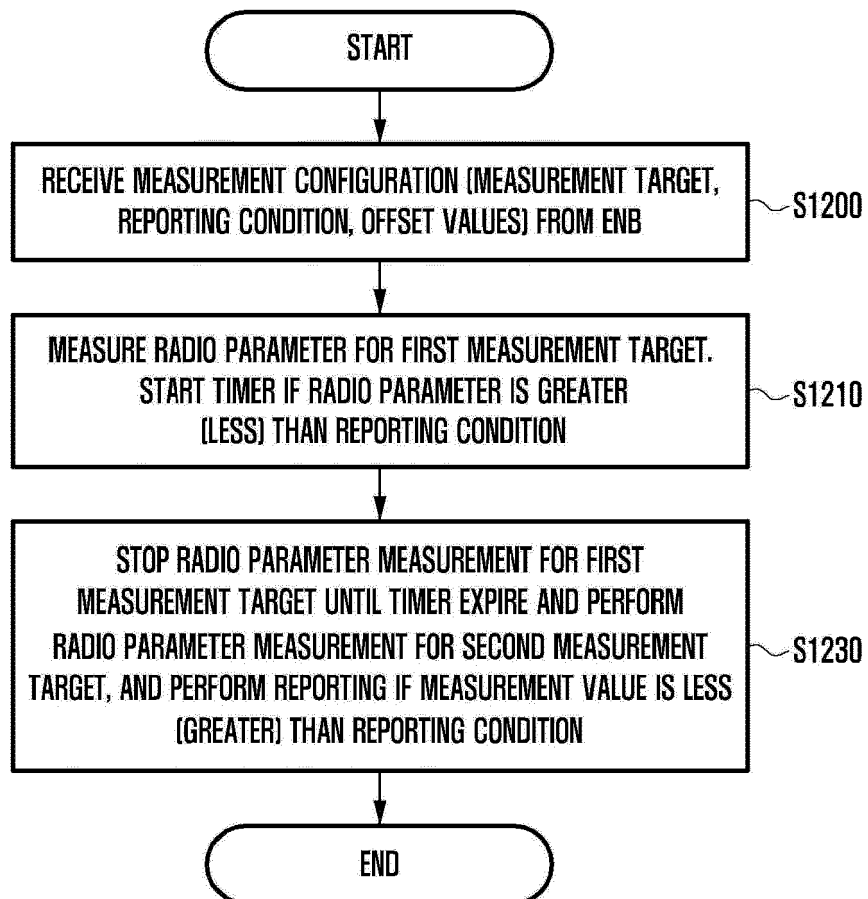 START
RECEIVE MEASUREMENT CONFIGURATION (MEASUREMENT TARGET,
REPORTING CONDITION, OFFSET VALUES) FROM ENB
S1200
MEASURE RADIO PARAMETER FOR FIRST MEASUREMENT TARGET.
START TIMER IF RADIO PARAMETER IS GREATER
(LESS) THAN REPORTING CONDITION
S1210
STOP RADIO PARAMETER MEASUREMENT FOR FIRST
MEASUREMENT TARGET UNTIL TIMER EXPIRE AND PERFORM
RADIO PARAMETER MEASUREMENT FOR SECOND MEASUREMENT
TARGET, AND PERFORM REPORTING IF MEASUREMENT VALUE IS LESS
(GREATER) THAN REPORTING CONDITION
S1230
END